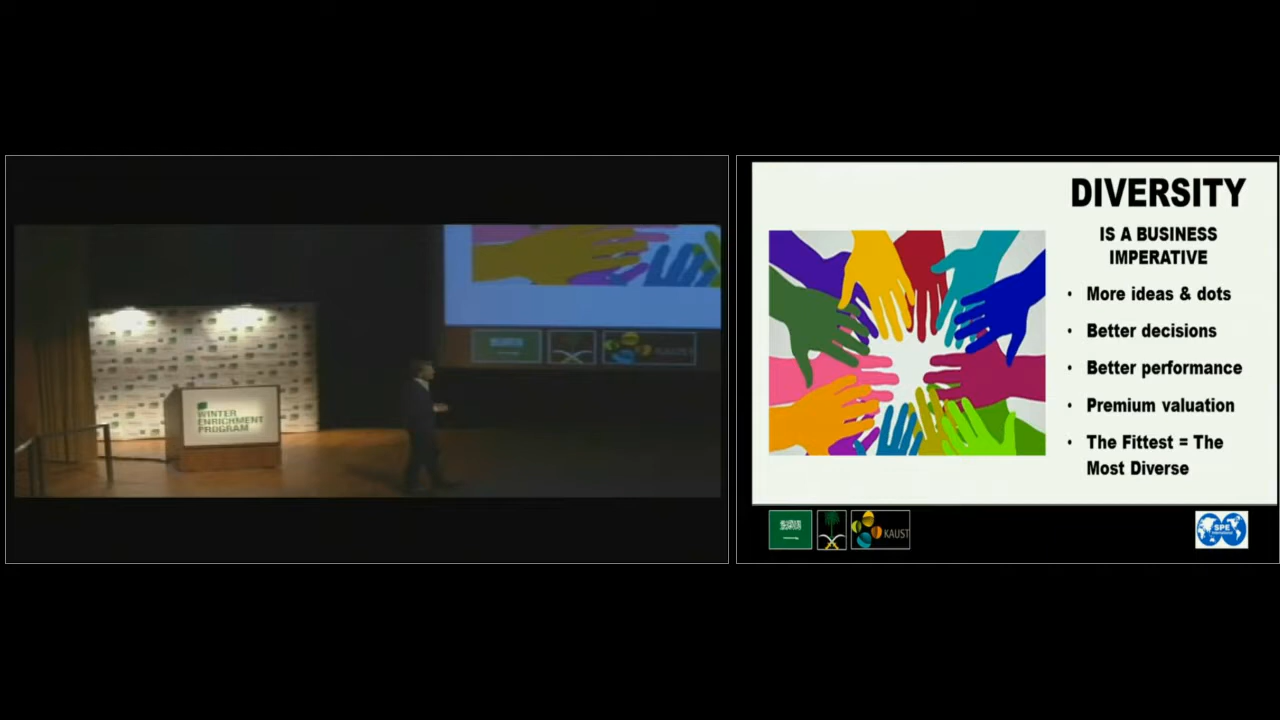 WINTER
ENRICHMENT
PROGRAM
KAUST
DIVERSITY
IS A BUSINESS
IMPERATIVE
• More ideas & dots
• Better decisions
• Better performance
• Premium valuation
• The Fittest = The
Most Diverse
KAUST
SPE